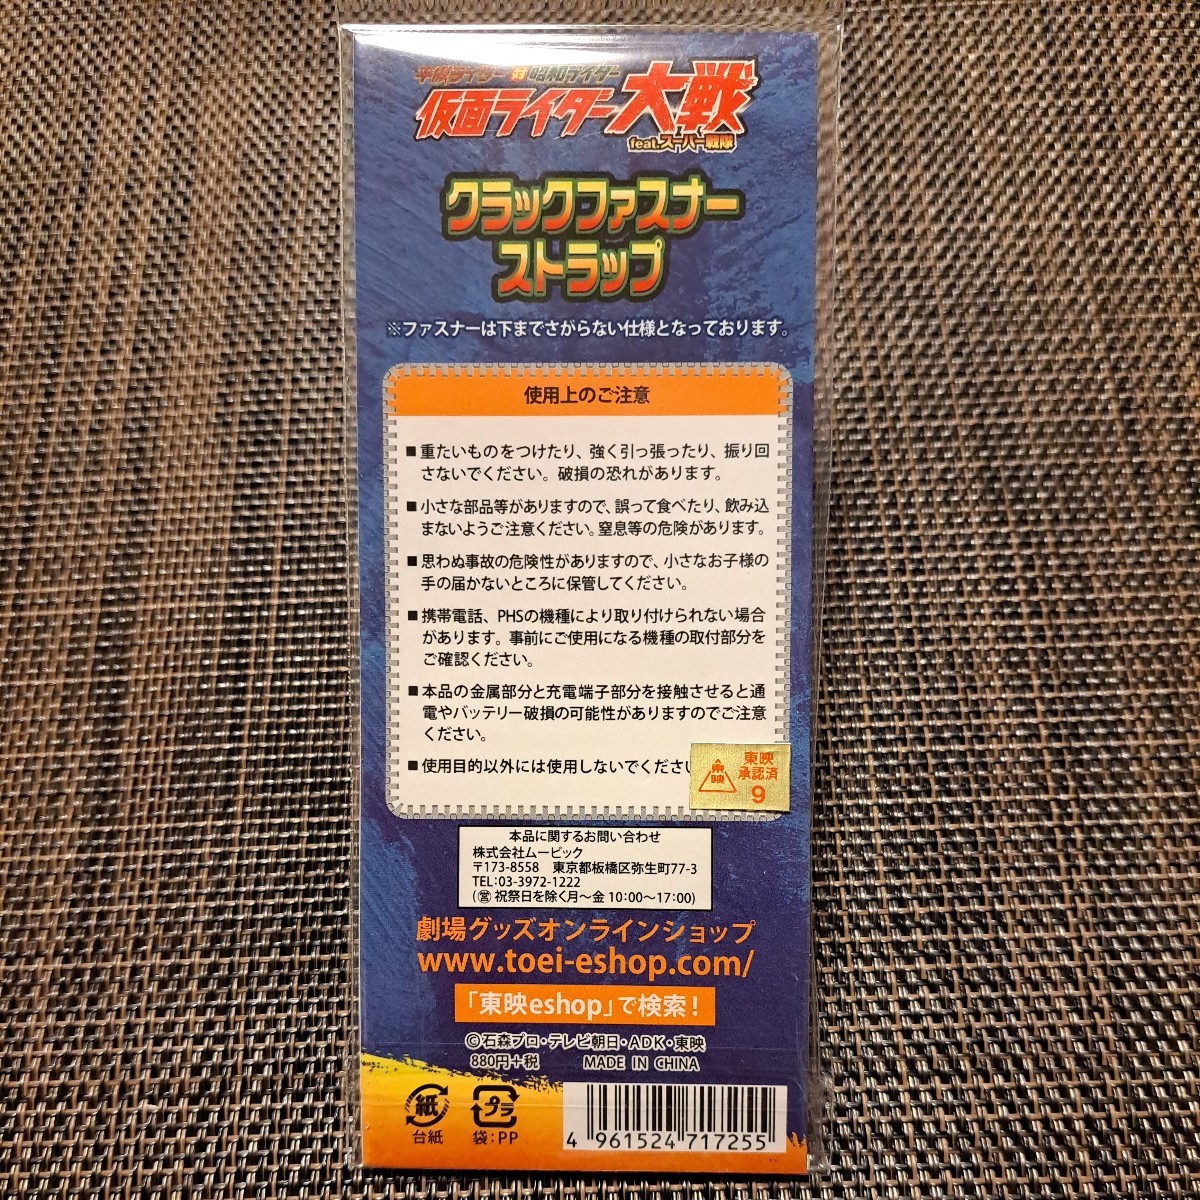 平成ライダー対昭和ライダー
仮面ライダー大戦
feat.スーパー戦隊
クラックファスナー
ストラップ
※ファスナーは下までさがらない仕様となっております。
使用上のご注意
■重たいものをつけたり、強く引っ張ったり、振り回
さないでください。破損の恐れがあります。
■小さな部品等がありますので、誤って食べたり、飲み込
まないようご注意ください。窒息等の危険があります。
■思わぬ事故の危険性がありますので、小さなお子様の
手の届かないところに保管してください。
■携帯電話、PHSの機種により取り付けられない場合
があります。事前にご使用になる機種の取付部分を
ご確認ください。
■本品の金属部分と充電端子部分を接触させると通
電やバッテリー破損の可能性がありますのでご注意
ください。
■使用目的以外には使用しないでください
東映
東映
承認済
9
本品に関するお問い合わせ
株式会社ムービック
〒173-8558 東京都板橋区弥生町77-3
TEL:03-3972-1222
(営 祝祭日を除く月〜金 10:00〜17:00)
劇場グッズオンラインショップ
www.toei-eshop.com/
「東映eshop」で検索!
©石森プロ・テレビ朝日・ADK・東映
880円+税 MADE IN CHINA
紙
台紙
プラ
袋:PP
4 961524 717255